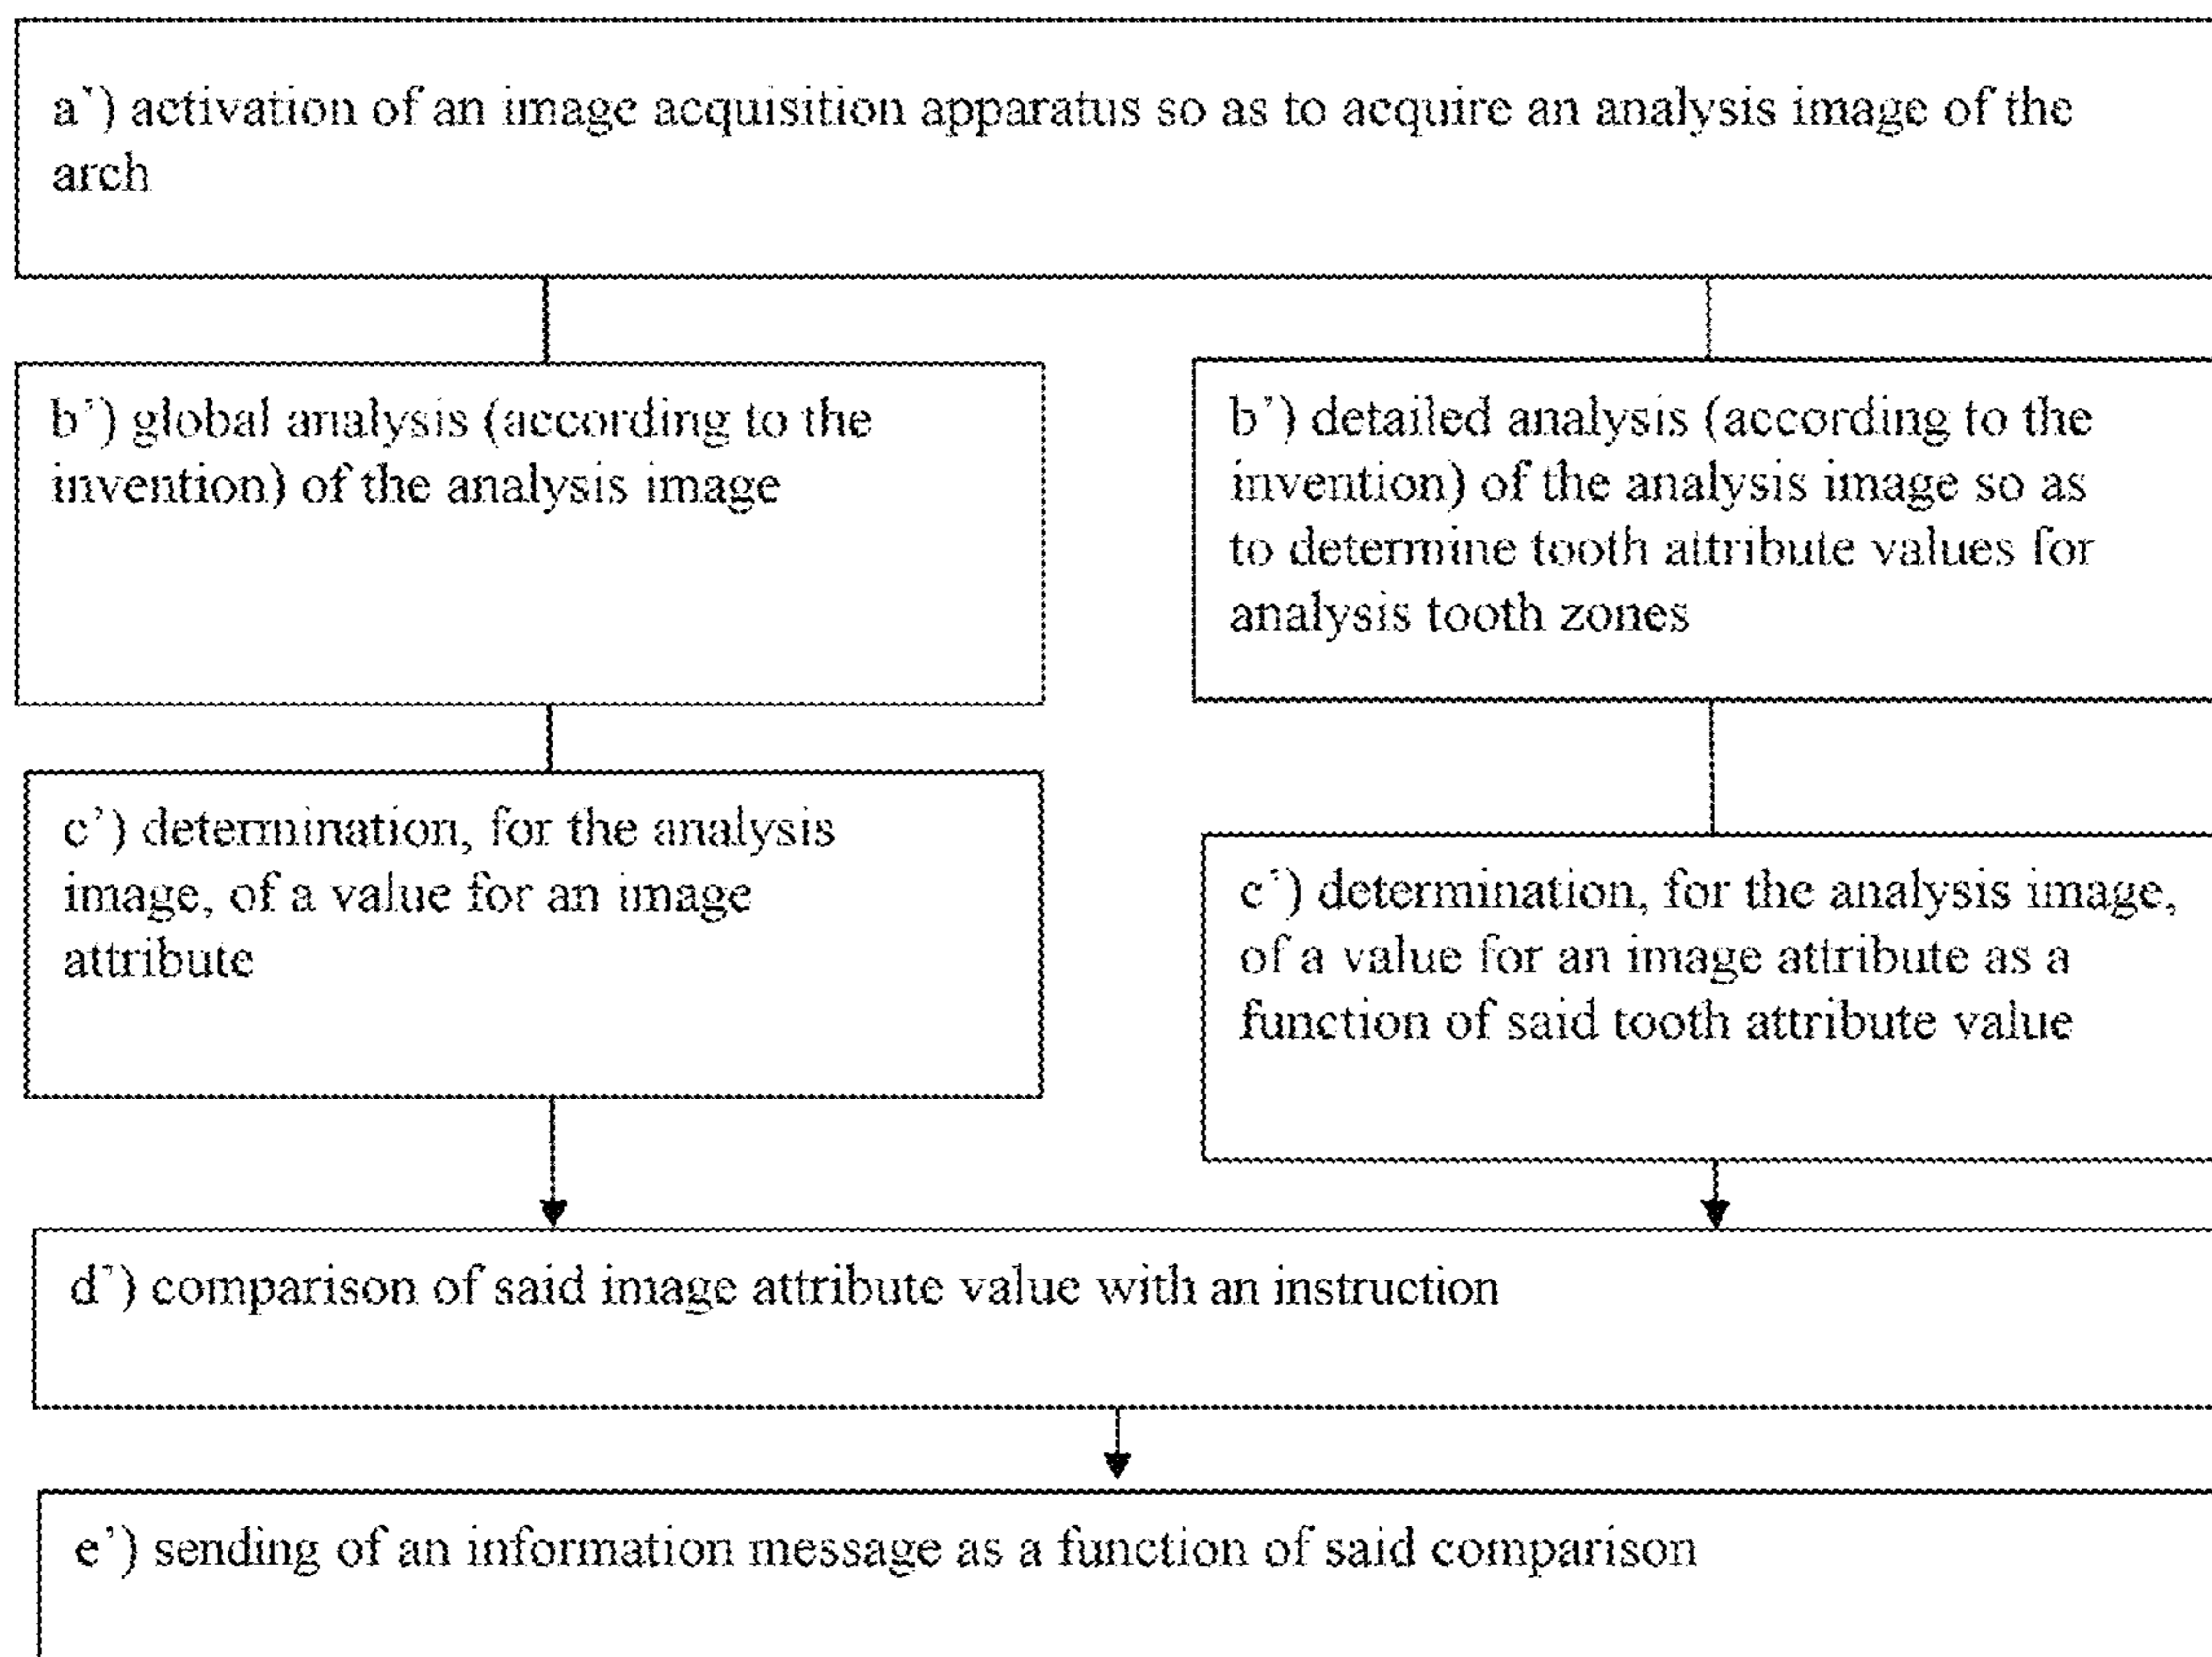 a’) activation of an image acquisition apparatus so as to acquire an analysis image of the
arch
b’) global analysis (according to the
invention) of the analysis image
b’) detailed analysis (according to the
invention) of the analysis image so as
to determine tooth attribute values for
analysis tooth zones
c’) determination, for the analysis
image, of a value for an image
attribute
c’) determination, for the analysis image,
of a value for an image attribute as a
function of said tooth attribute value
d’) comparison of said image attribute value with an instruction
e’) sending of an information message as a function of said comparison